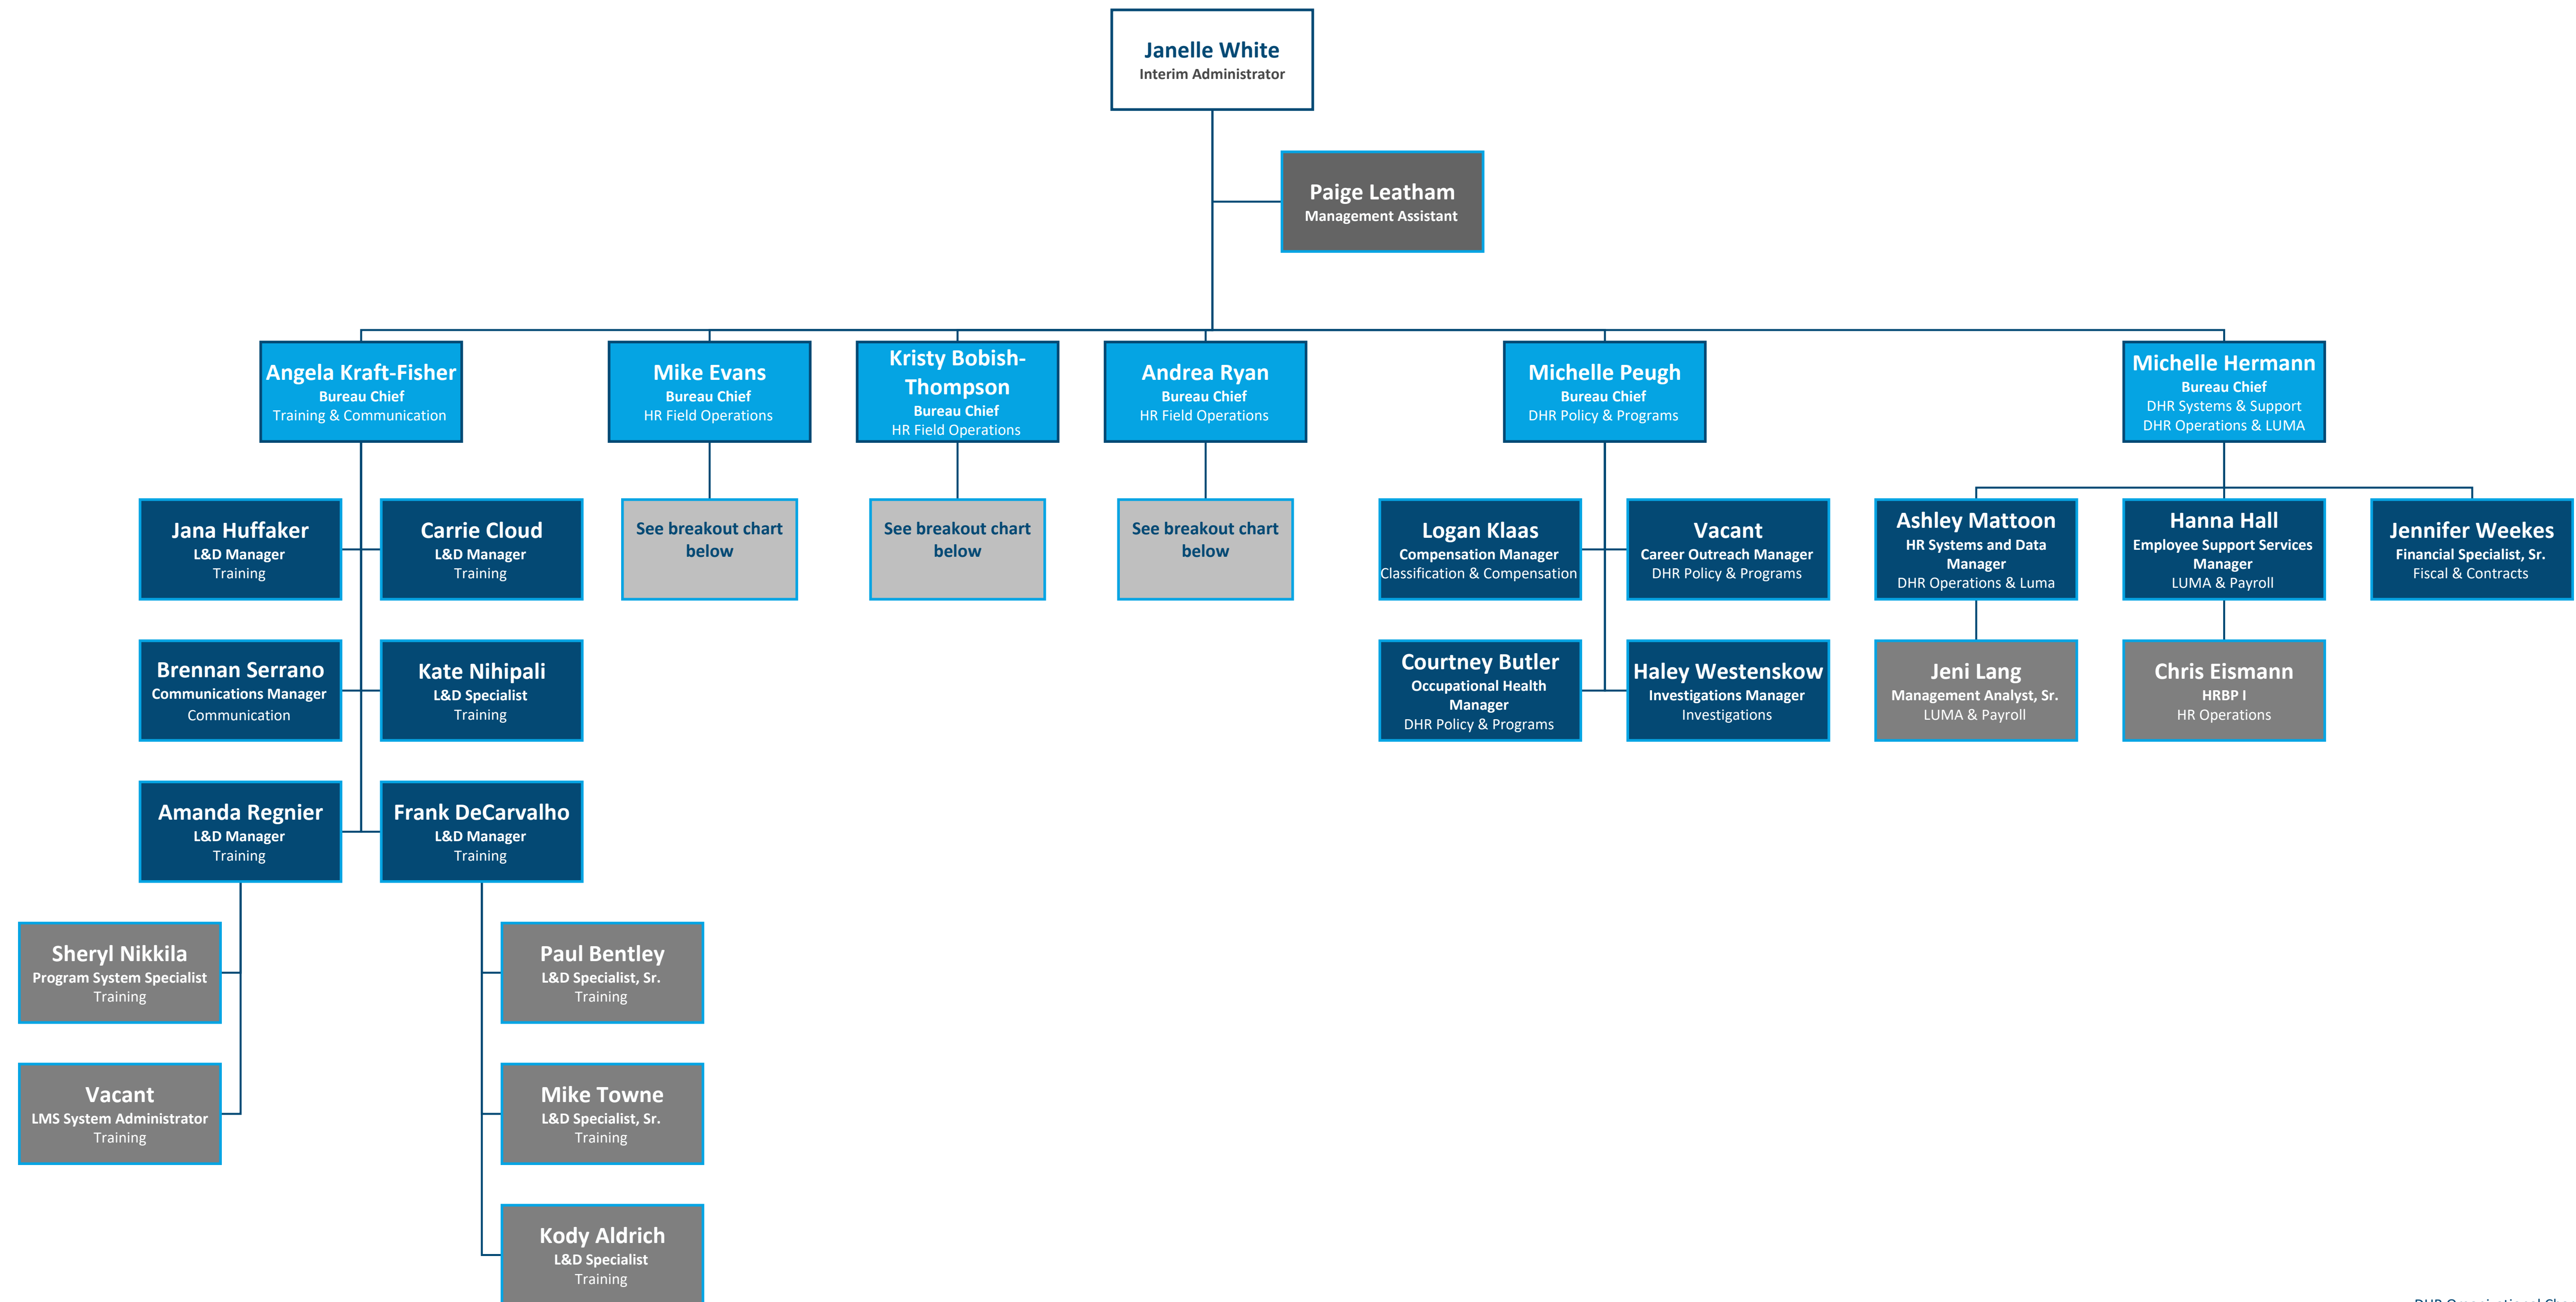 Janelle White
Interim Administrator
Paige Leatham
Management Assistant
Angela Kraft-Fisher
Bureau Chief
Training & Communication
Mike Evans
Bureau Chief
HR Field Operations
Kristy Bobish-
Thompson
Bureau Chief
HR Field Operations
Andrea Ryan
Bureau Chief
HR Field Operations
Michelle Peugh
Bureau Chief
DHR Policy & Programs
Michelle Hermann
Bureau Chief
DHR Systems & Support
DHR Operations & LUMA
Jana Huffaker
L&D Manager
Training
Carrie Cloud
L&D Manager
Training
See breakout chart
below
See breakout chart
below
See breakout chart
below
Logan Klaas
Compensation Manager
Classification & Compensation
Vacant
Career Outreach Manager
DHR Policy & Programs
Ashley Mattoon
HR Systems and Data
Manager
DHR Operations & Luma
Hanna Hall
Employee Support Services
Manager
LUMA & Payroll
Jennifer Weekes
Financial Specialist, Sr.
Fiscal & Contracts
Brennan Serrano
Communications Manager
Communication
Kate Nihipali
L&D Specialist
Training
Courtney Butler
Occupational Health
Manager
DHR Policy & Programs
Haley Westenskow
Investigations Manager
Investigations
Jeni Lang
Management Analyst, Sr.
LUMA & Payroll
Chris Eismann
HRBP I
HR Operations
Amanda Regnier
L&D Manager
Training
Frank DeCarvalho
L&D Manager
Training
Sheryl Nikkila
Program System Specialist
Training
Paul Bentley
L&D Specialist, Sr.
Training
Vacant
LMS System Administrator
Training
Mike Towne
L&D Specialist, Sr.
Training
Kody Aldrich
L&D Specialist
Training